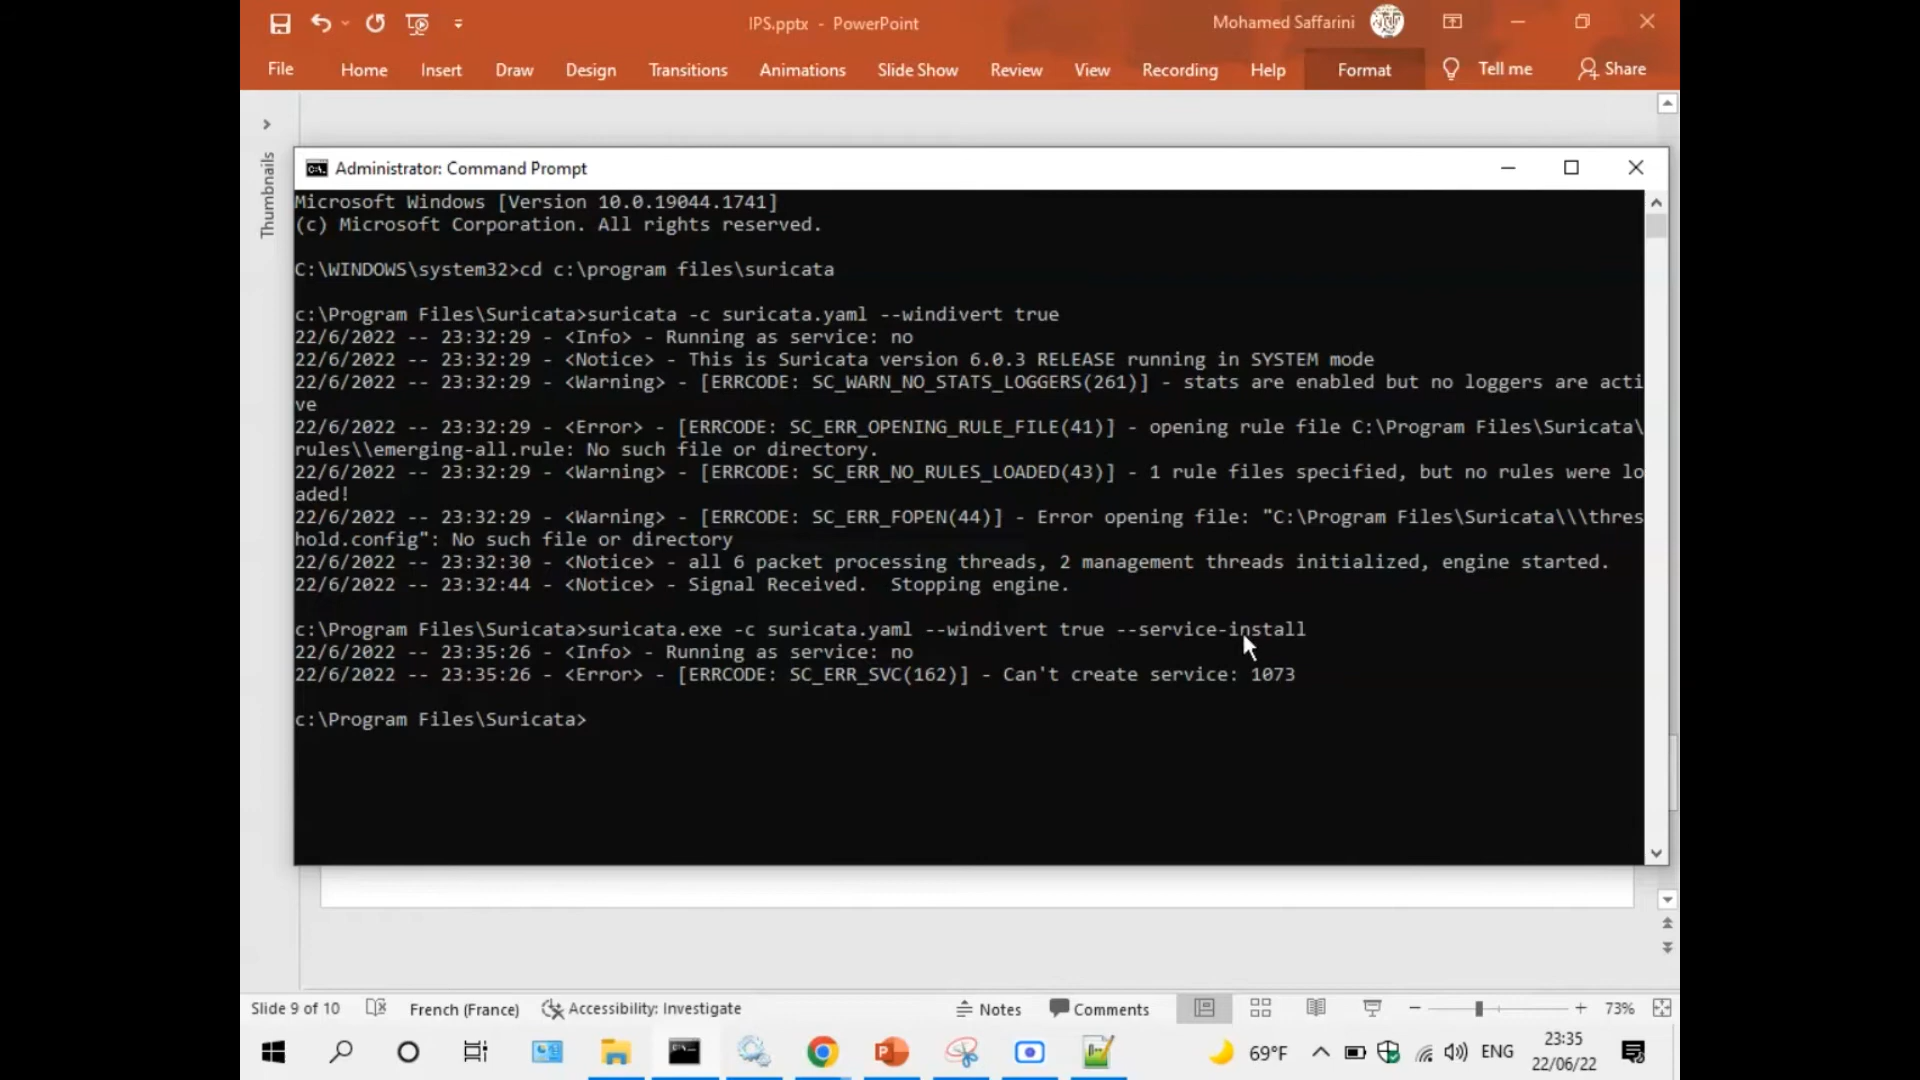 IPS.pptx - PowerPoint
Mohamed Saffarini
File Home Insert Draw Design Transitions Animations Slide Show Review View Recording Help Format Tell me Share
Thumbnails
Administrator: Command Prompt
Microsoft Windows [Version 10.0.19044.1741]
(c) Microsoft Corporation. All rights reserved.
C:\WINDOWS\system32>cd c:\program files\suricata
c:\Program Files\Suricata>suricata -c suricata.yaml --windivert true
22/6/2022 -- 23:32:29 - <Info> - Running as service: no
22/6/2022 -- 23:32:29 - <Notice> - This is Suricata version 6.0.3 RELEASE running in SYSTEM mode
22/6/2022 -- 23:32:29 - <Warning> - [ERRCODE: SC_WARN_NO_STATS_LOGGERS(261)] - stats are enabled but no loggers are acti
ve
22/6/2022 -- 23:32:29 - <Error> - [ERRCODE: SC_ERR_OPENING_RULE_FILE(41)] - opening rule file C:\Program Files\Suricata\
rules\\emerging-all.rule: No such file or directory.
22/6/2022 -- 23:32:29 - <Warning> - [ERRCODE: SC_ERR_NO_RULES_LOADED(43)] - 1 rule files specified, but no rules were lo
aded!
22/6/2022 -- 23:32:29 - <Warning> - [ERRCODE: SC_ERR_FOPEN(44)] - Error opening file: "C:\Program Files\Suricata\\\thres
hold.config": No such file or directory
22/6/2022 -- 23:32:30 - <Notice> - all 6 packet processing threads, 2 management threads initialized, engine started.
22/6/2022 -- 23:32:44 - <Notice> - Signal Received.  Stopping engine.
c:\Program Files\Suricata>suricata.exe -c suricata.yaml --windivert true --service-install
22/6/2022 -- 23:35:26 - <Info> - Running as service: no
22/6/2022 -- 23:35:26 - <Error> - [ERRCODE: SC_ERR_SVC(162)] - Can't create service: 1073
c:\Program Files\Suricata>
Slide 9 of 10 French (France) Accessibility: Investigate Notes Comments 73%
69°F ENG 23:35
22/06/22